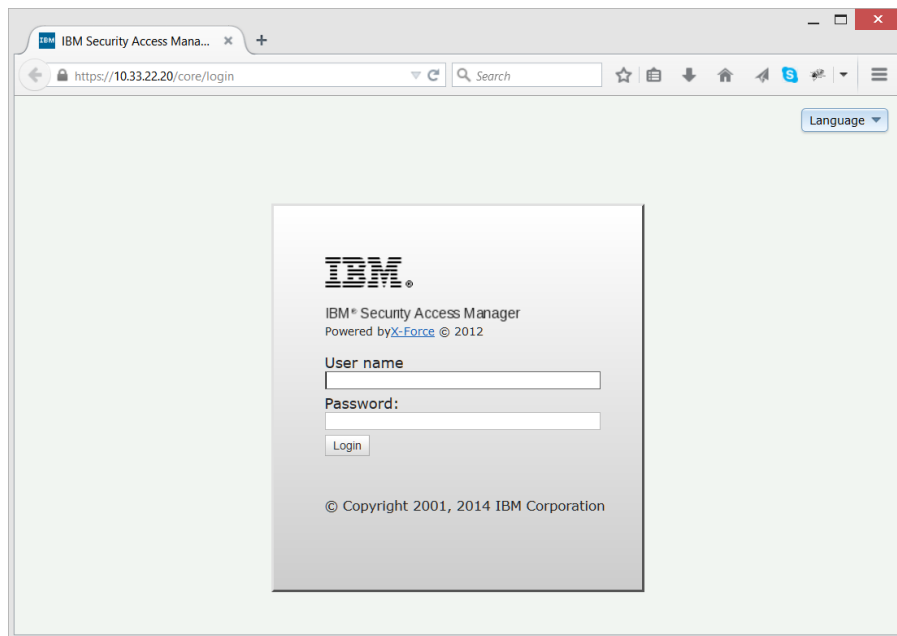 IBM Security Access Mana...
https://10.33.22.20/core/login
Search
Language
IBM®
IBM® Security Access Manager
Powered byX-Force © 2012
User name
Password:
Login
© Copyright 2001, 2014 IBM Corporation